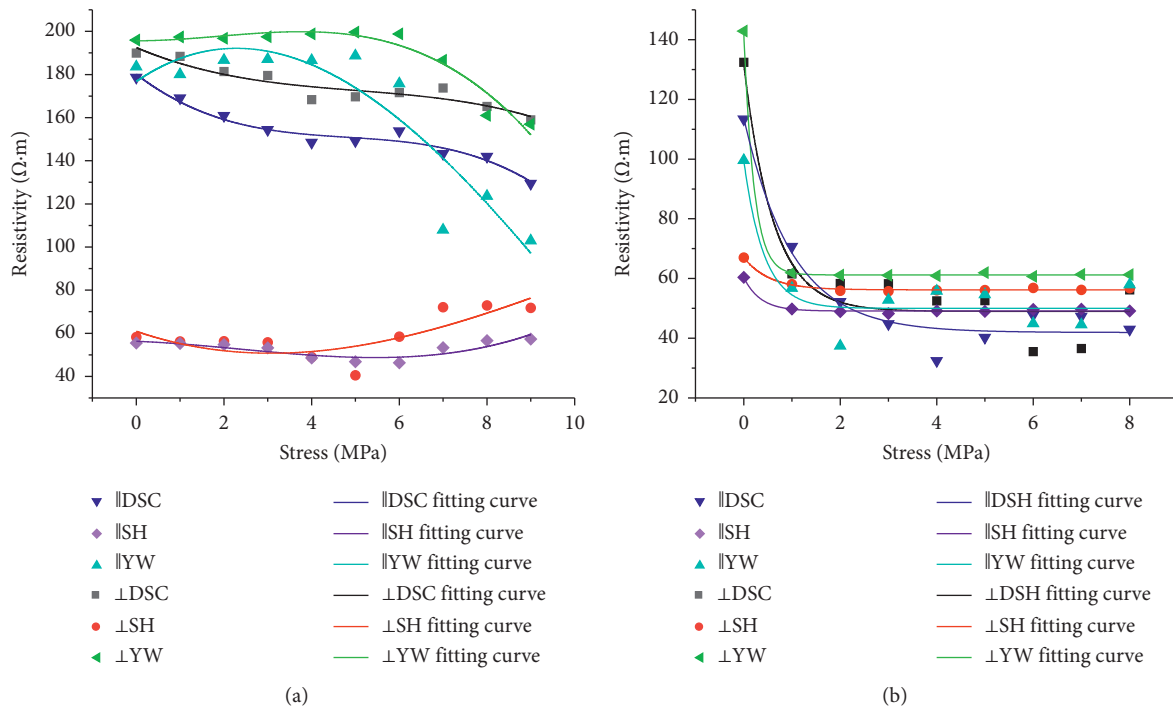 200
180
160
140
120
100
80
60
40
Resistivity (Ω·m)
0 2 4 6 8 10
Stress (MPa)
‖DSC ‖DSC fitting curve
‖SH ‖SH fitting curve
‖YW ‖YW fitting curve
⊥DSC ⊥DSC fitting curve
⊥SH ⊥SH fitting curve
⊥YW ⊥YW fitting curve
(a)
140
120
100
80
60
40
20
Resistivity (Ω·m)
0 2 4 6 8
Stress (MPa)
‖DSC ‖DSH fitting curve
‖SH ‖SH fitting curve
‖YW ‖YW fitting curve
⊥DSC ⊥DSH fitting curve
⊥SH ⊥SH fitting curve
⊥YW ⊥YW fitting curve
(b)